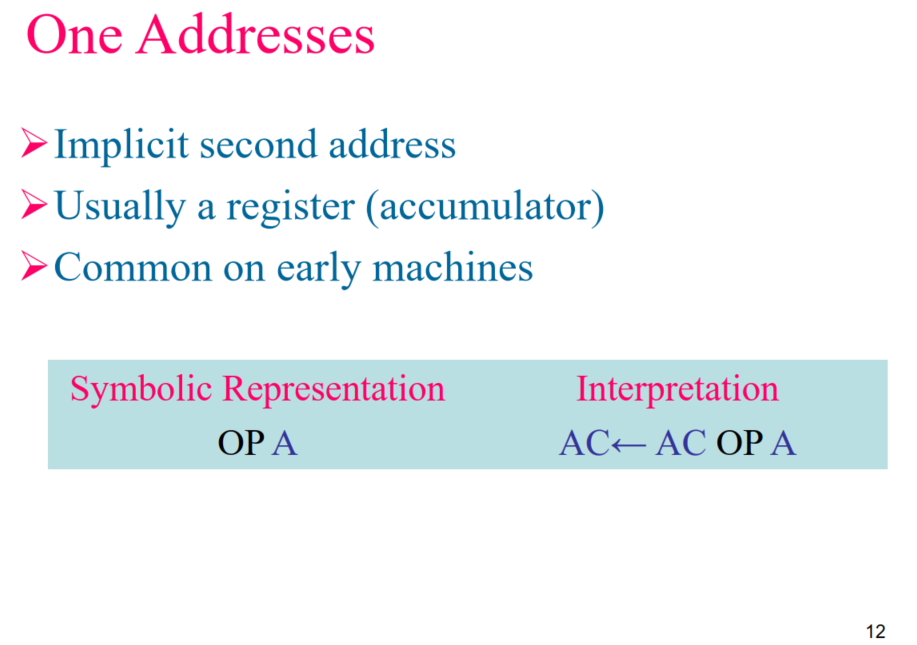 One Addresses
➢Implicit second address
➢Usually a register (accumulator)
➢Common on early machines
Symbolic Representation Interpretation
OP A AC← AC OP A
12